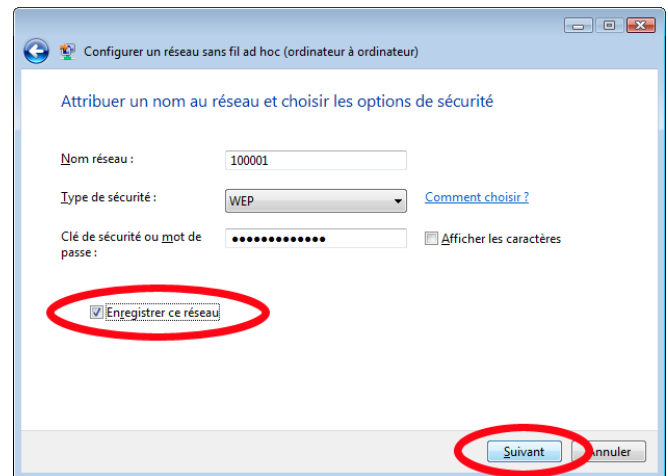 Configurer un réseau sans fil ad hoc (ordinateur à ordinateur)
Attribuer un nom au réseau et choisir les options de sécurité
Nom réseau :
100001
Type de sécurité :
WEP
Comment choisir ?
Clé de sécurité ou mot de
passe :
•••••••••••••
Afficher les caractères
Enregistrer ce réseau
Suivant
Annuler